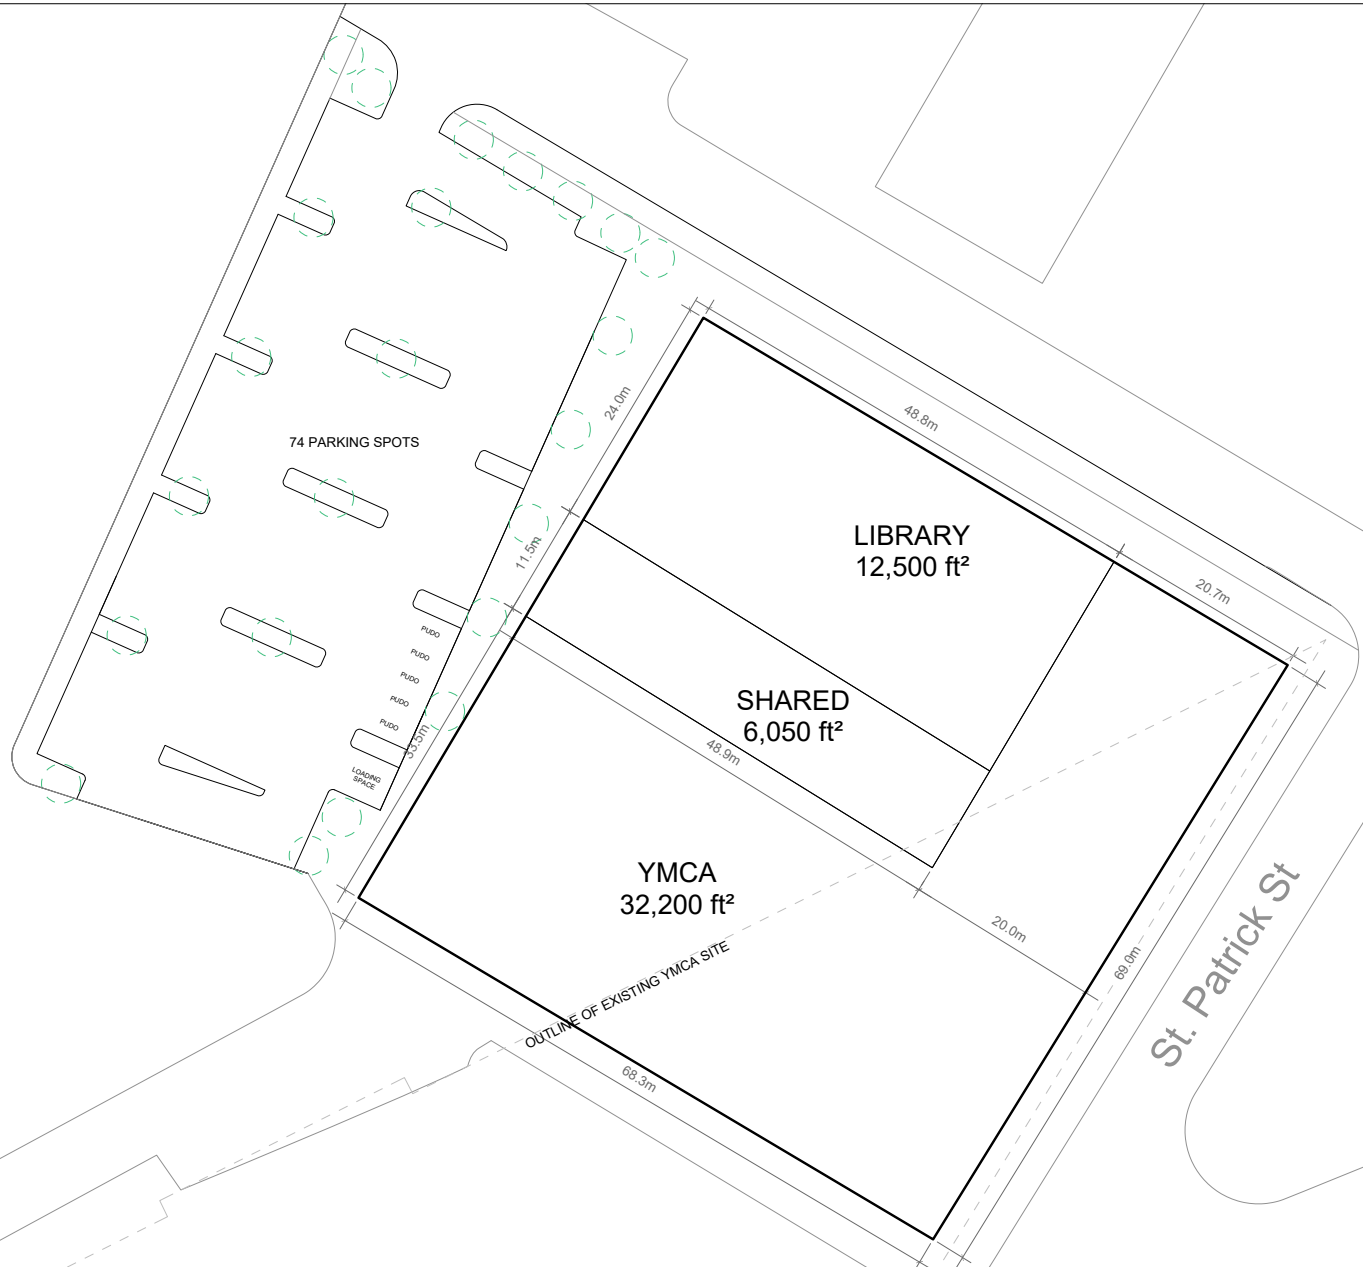 24.0m
48.8m
74 PARKING SPOTS
11.5m
LIBRARY
12,500 ft²
20.7m
PUDO
PUDO
PUDO
PUDO
PUDO
33.5m
LOADING
SPACE
SHARED
6,050 ft²
48.9m
YMCA
32,200 ft²
20.0m
69.0m
St. Patrick St
OUTLINE OF EXISTING YMCA SITE
68.3m